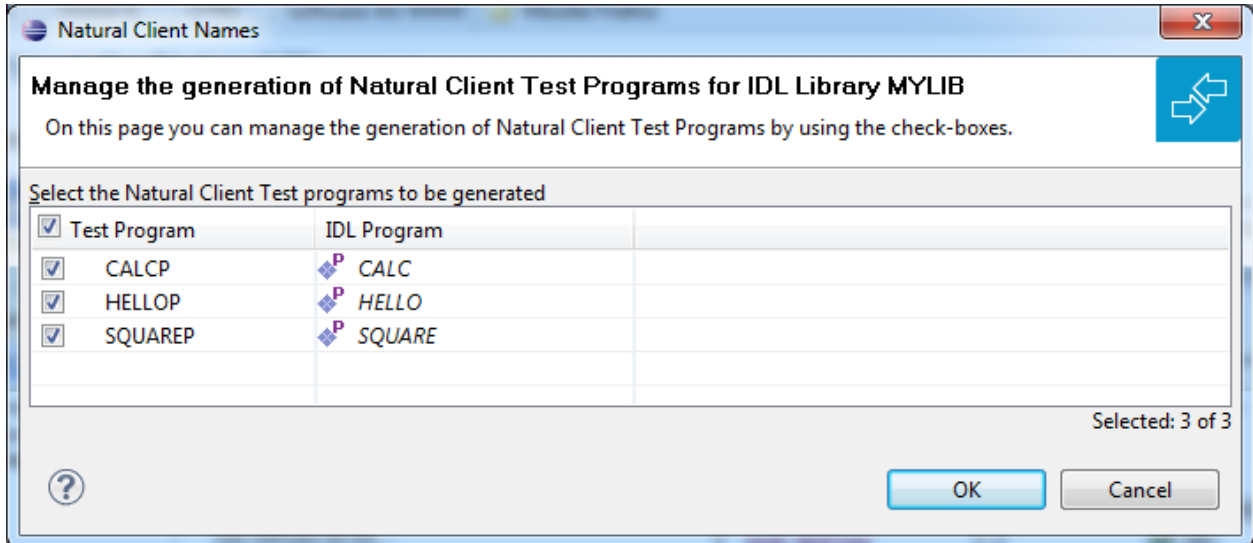 Natural Client Names
x
Manage the generation of Natural Client Test Programs for IDL Library MYLIB
On this page you can manage the generation of Natural Client Test Programs by using the check-boxes.
Select the Natural Client Test programs to be generated
Test Program IDL Program
CALCP P CALC
HELLOP P HELLO
SQUAREP P SQUARE
Selected: 3 of 3
? OK Cancel